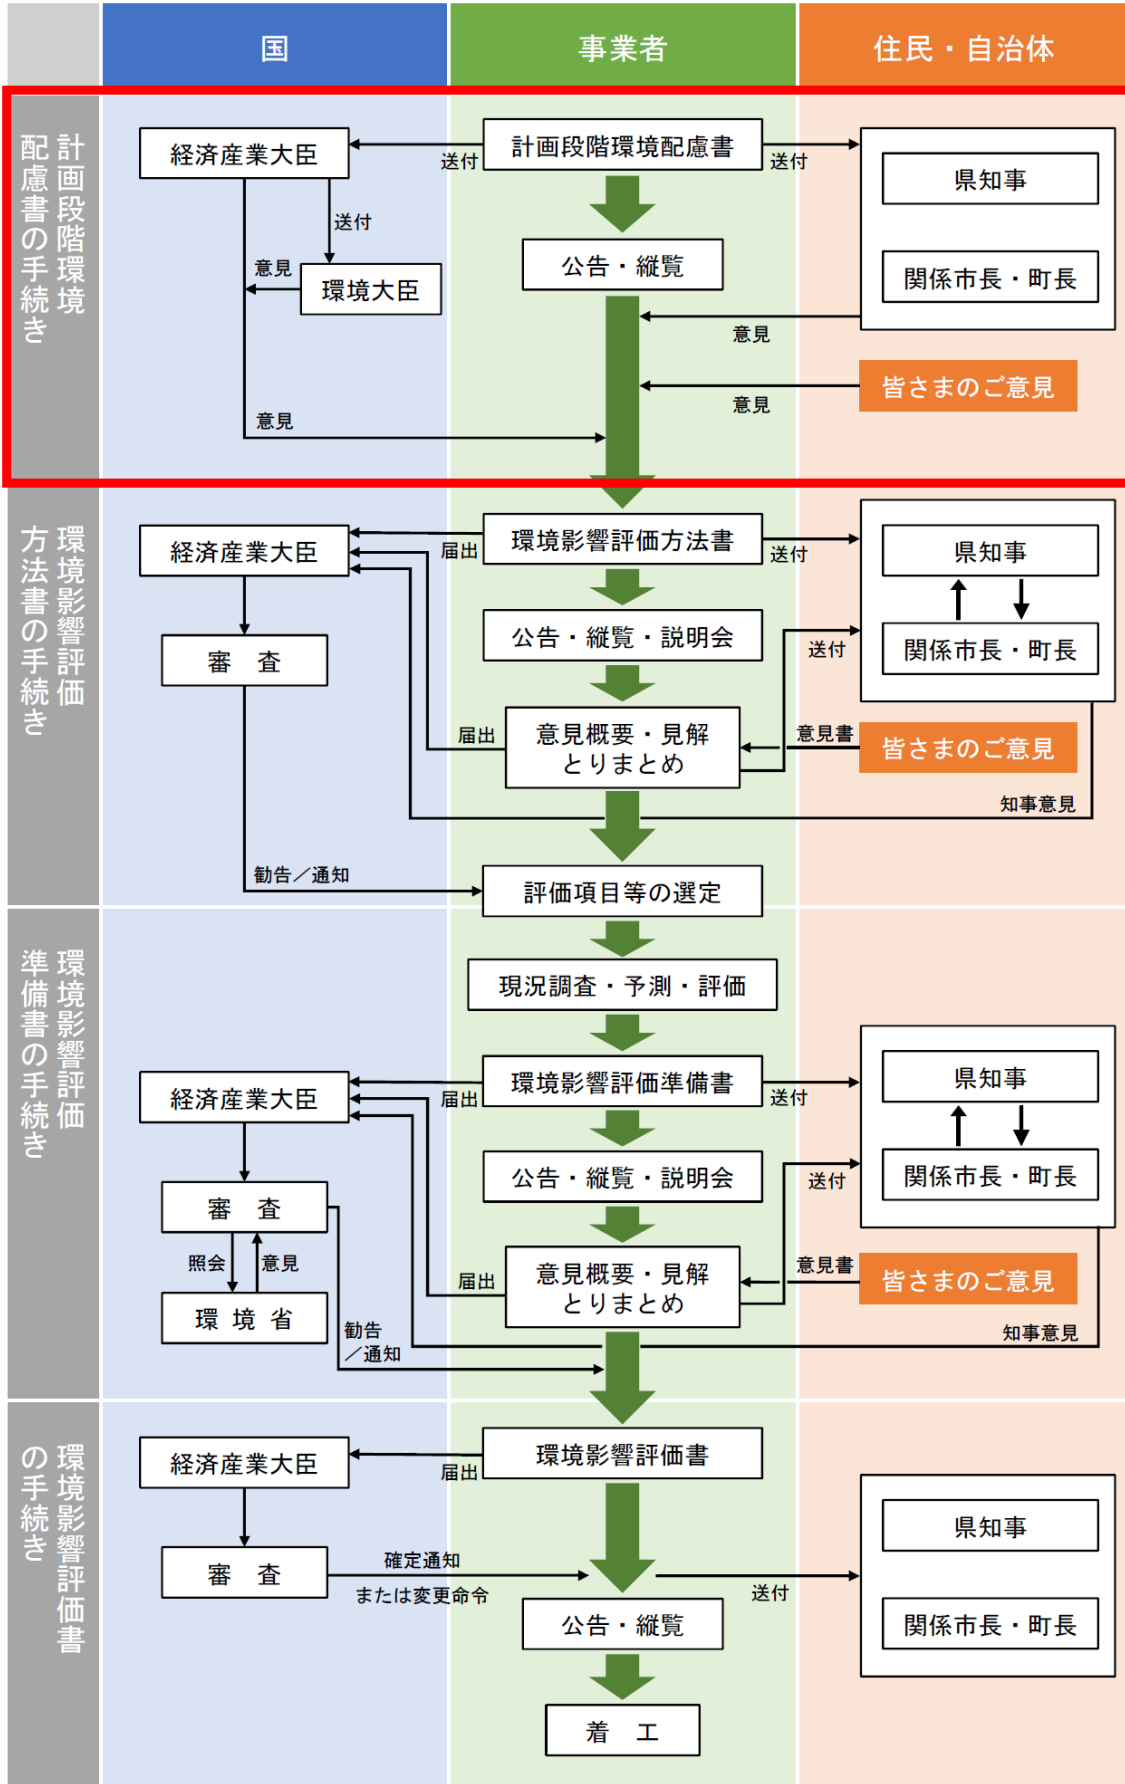 国
事業者
住民・自治体
計画段階環境
配慮書の手続き
経済産業大臣
送付
計画段階環境配慮書
送付
県知事
送付
意見
環境大臣
公告・縦覧
関係市長・町長
意見
皆さまのご意見
意見
意見
環境影響評価
方法書の手続き
経済産業大臣
届出
環境影響評価方法書
送付
県知事
審　査
公告・縦覧・説明会
送付
関係市長・町長
届出
意見概要・見解
とりまとめ
意見書
皆さまのご意見
知事意見
勧告／通知
評価項目等の選定
環境影響評価
準備書の手続き
現況調査・予測・評価
経済産業大臣
届出
環境影響評価準備書
送付
県知事
審　査
公告・縦覧・説明会
送付
関係市長・町長
照会
意見
環 境 省
届出
意見概要・見解
とりまとめ
意見書
皆さまのご意見
勧告
／通知
知事意見
環境影響評価書
の手続き
経済産業大臣
届出
環境影響評価書
県知事
審　査
確定通知
または変更命令
送付
公告・縦覧
関係市長・町長
着　工